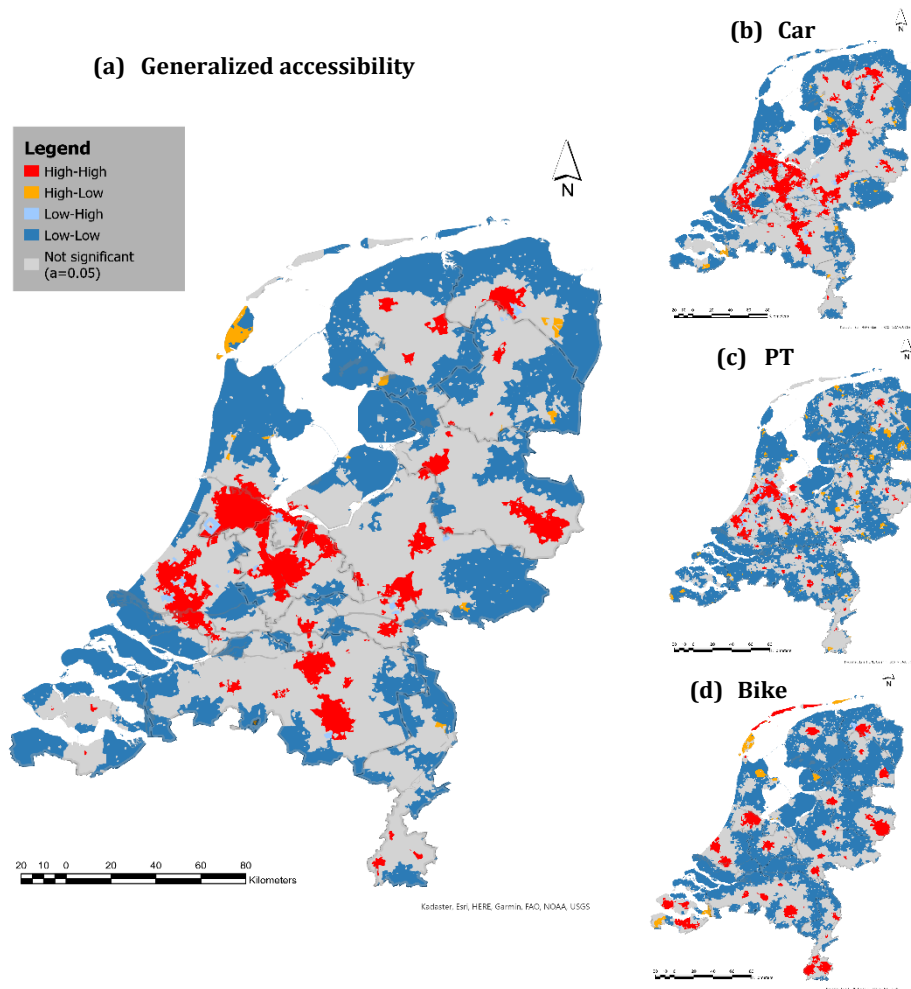 (a) Generalized accessibility
Legend
High-High
High-Low
Low-High
Low-Low
Not significant
(a=0.05)
N
20 10 0 20 40 60 80
Kilometers
Kadaster, Esri, HERE, Garmin, FAO, NOAA, USGS
(b) Car
N
(c) PT
N
(d) Bike
N